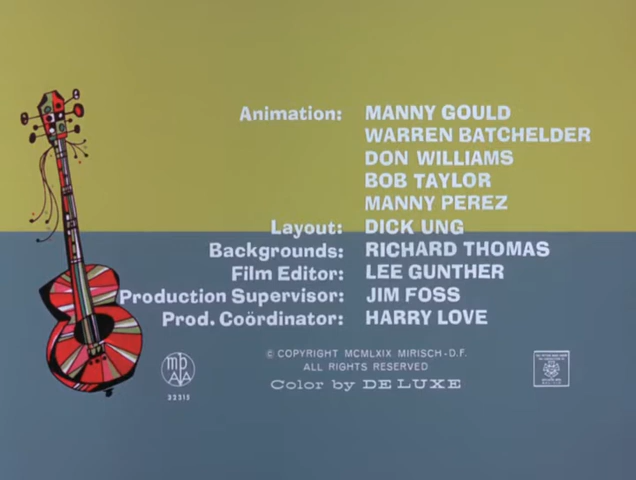 Animation: MANNY GOULD
WARREN BATCHELDER
DON WILLIAMS
BOB TAYLOR
MANNY PEREZ
Layout: DICK UNG
Backgrounds: RICHARD THOMAS
Film Editor: LEE GUNTHER
Production Supervisor: JIM FOSS
Prod. Coördinator: HARRY LOVE
© COPYRIGHT MCMLXIX MIRISCH-D.F.
ALL RIGHTS RESERVED
Color by DE LUXE
mpaa
32315